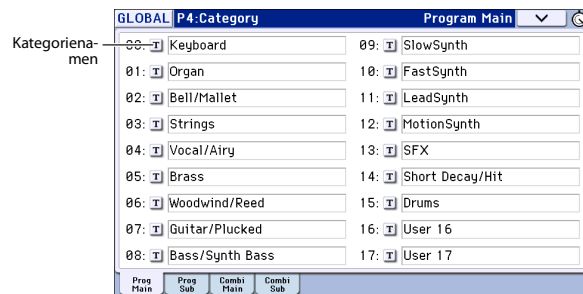 GLOBAL P4:Category Program Main
Kategoriena-
men
00: T Keyboard
01: T Organ
02: T Bell/Mallet
03: T Strings
04: T Vocal/Airy
05: T Brass
06: T Woodwind/Reed
07: T Guitar/Plucked
08: T Bass/Synth Bass
09: T SlowSynth
10: T FastSynth
11: T LeadSynth
12: T MotionSynth
13: T SFX
14: T Short Decay/Hit
15: T Drums
16: T User 16
17: T User 17
Prog Main
Prog Sub
Combi Main
Combi Sub